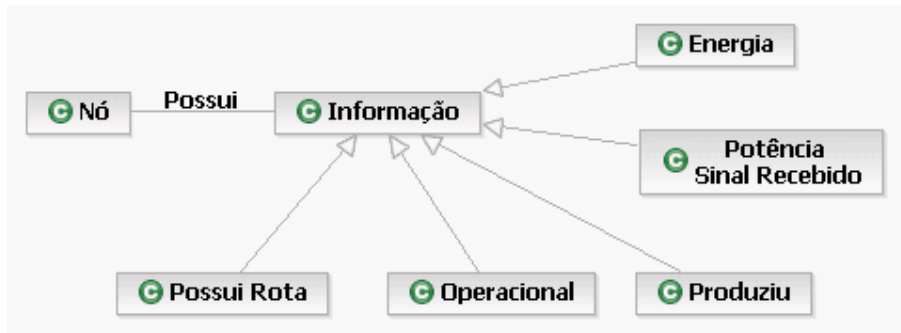 Energia
Nó
Possui
Informação
Potência
Sinal Recebido
Possui Rota
Operacional
Produziu